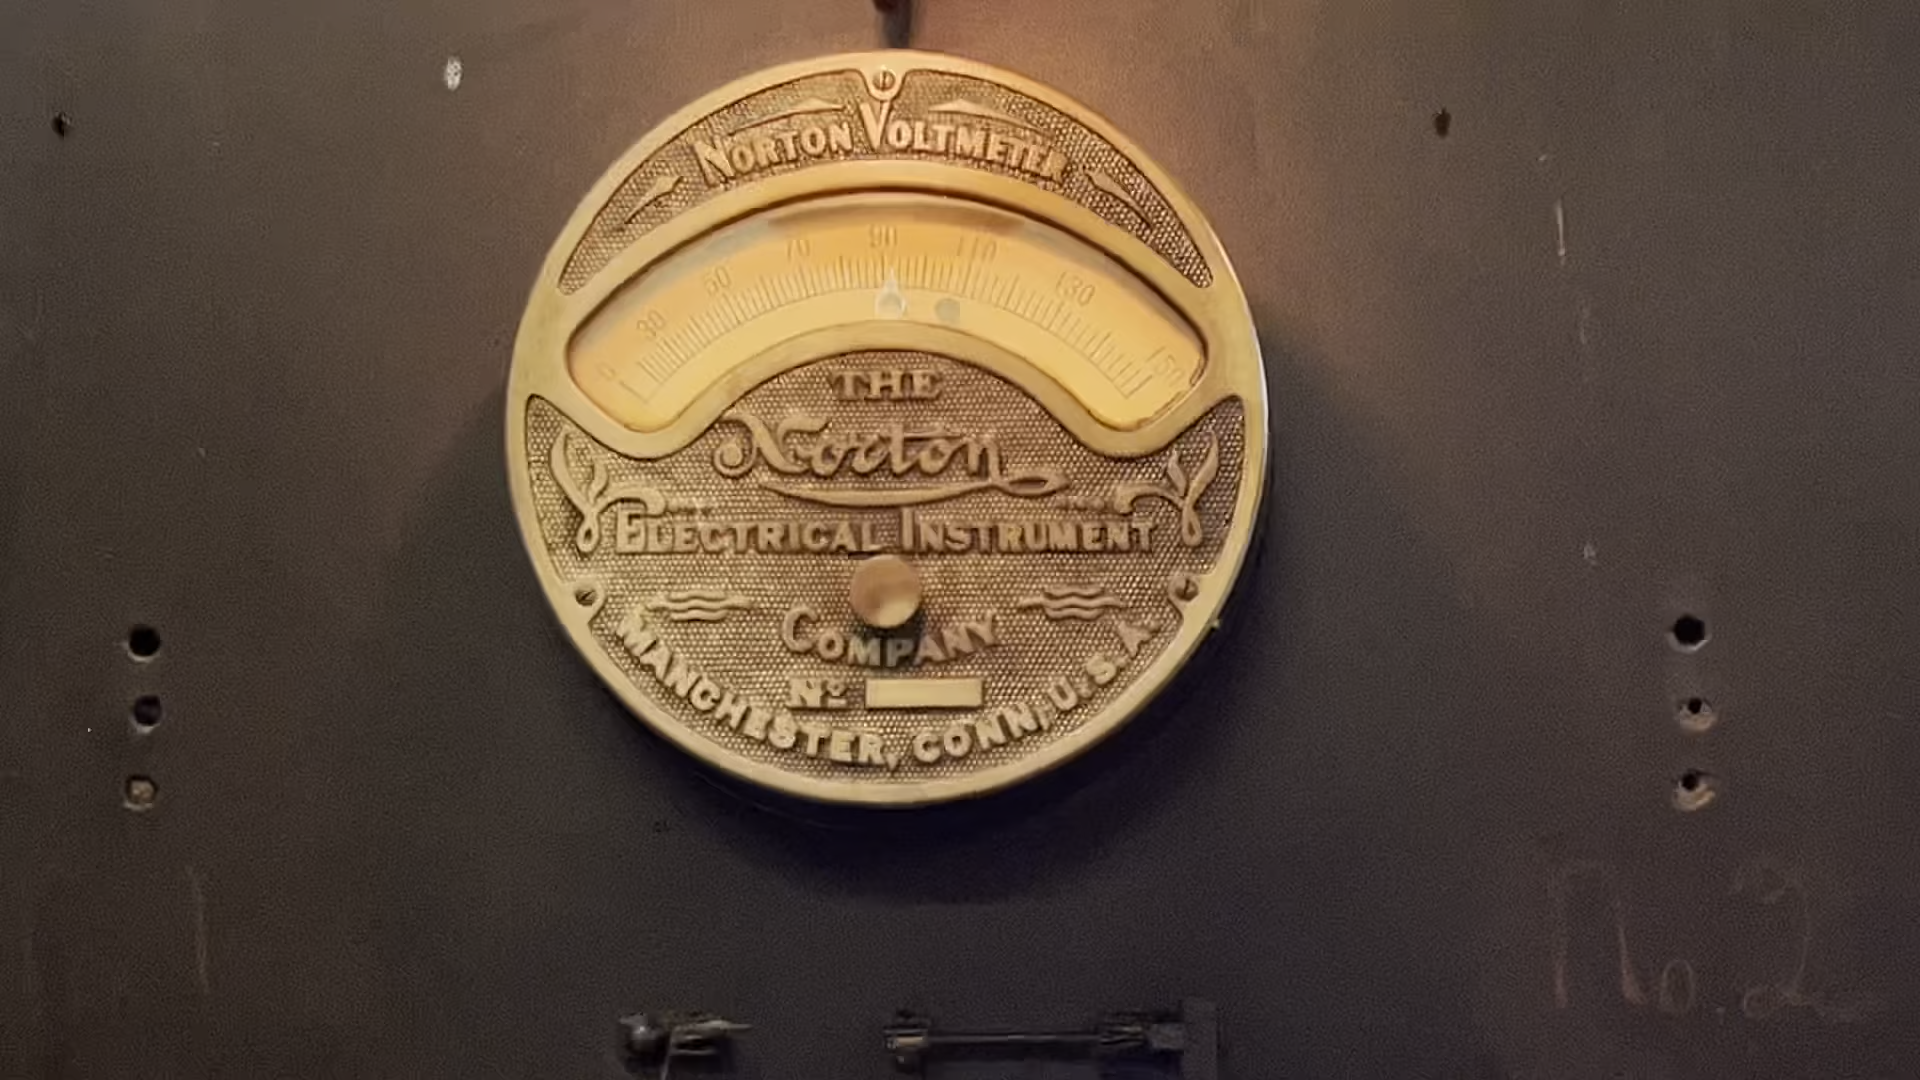 NORTON VOLTMETER
0 30 50 70 90 110 130 150
THE
Norton
ELECTRICAL INSTRUMENT
COMPANY
No
MANCHESTER, CONN, U.S.A.
No. 2